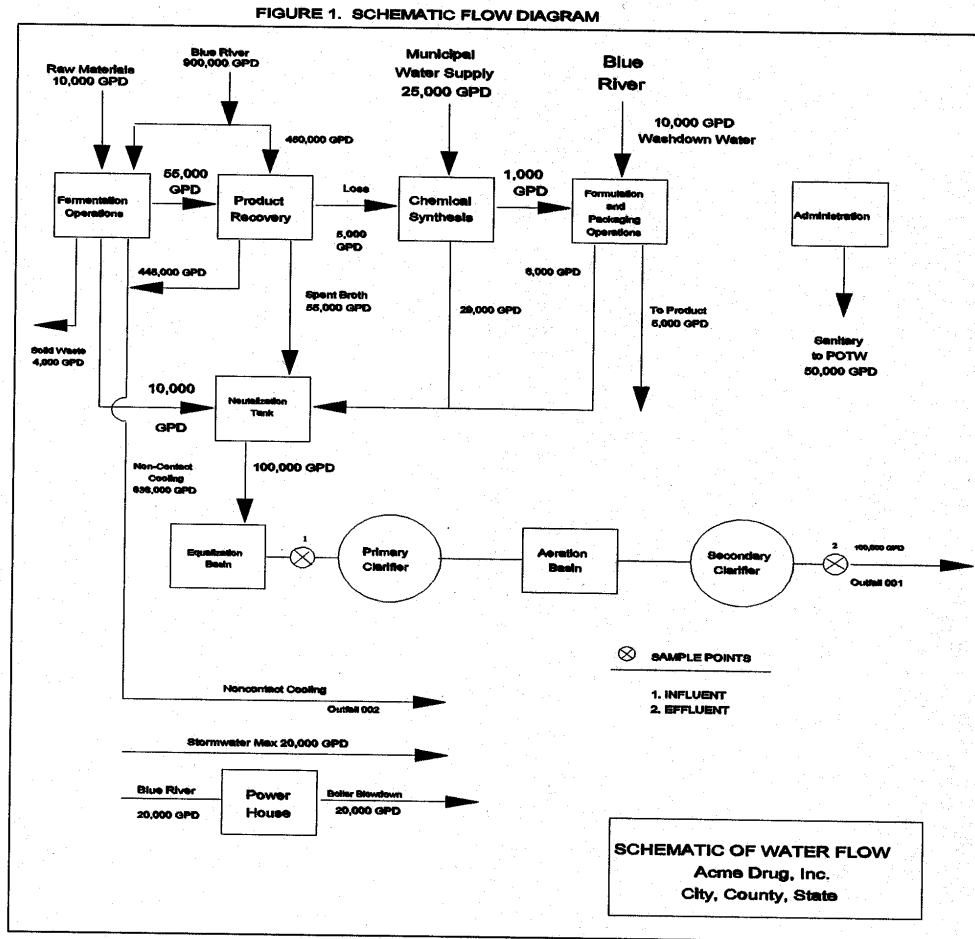 FIGURE 1. SCHEMATIC FLOW DIAGRAM
Raw Materials
10,000 GPD
Blue River
900,000 GPD
Municipal
Water Supply
25,000 GPD
Blue
River
450,000 GPD
10,000 GPD
Washdown Water
Fermentation
Operations
55,000
GPD
Product
Recovery
Loss
5,000
GPD
Chemical
Synthesis
1,000
GPD
Formulation
and
Packaging
Operations
Administration
445,000 GPD
Spent Broth
55,000 GPD
29,000 GPD
6,000 GPD
To Product
5,000 GPD
Solid Waste
4,000 GPD
Sanitary
to POTW
50,000 GPD
10,000
GPD
Neutalization
Tank
Non-Contact
Cooling
836,000 GPD
100,000 GPD
Equalization
Basin
1
Primary
Clarifier
Aeration
Basin
Secondary
Clarifier
2
100,000 GPD
Outfall 001
SAMPLE POINTS
1. INFLUENT
2. EFFLUENT
Noncontact Cooling
Outfall 002
Stormwater Max 20,000 GPD
Blue River
20,000 GPD
Power
House
Boiler Blowdown
20,000 GPD
SCHEMATIC OF WATER FLOW
Acme Drug, Inc.
City, County, State